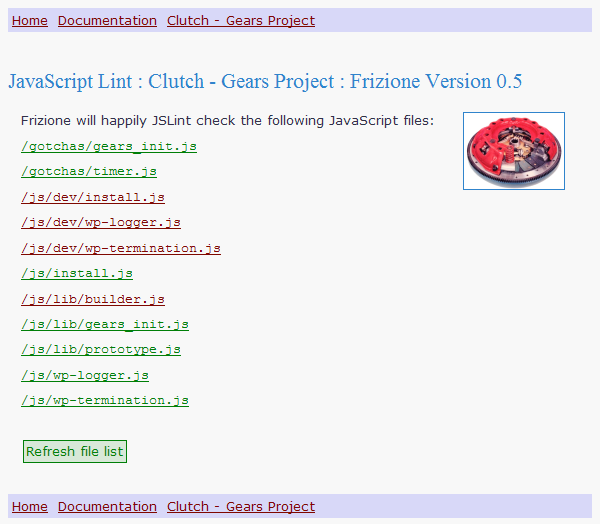 Home Documentation Clutch - Gears Project
JavaScript Lint : Clutch - Gears Project : Frizione Version 0.5
Frizione will happily JSLint check the following JavaScript files:
/gotchas/gears_init.js
/gotchas/timer.js
/js/dev/install.js
/js/dev/wp-logger.js
/js/dev/wp-termination.js
/js/install.js
/js/lib/builder.js
/js/lib/gears_init.js
/js/lib/prototype.js
/js/wp-logger.js
/js/wp-termination.js
Refresh file list
Home Documentation Clutch - Gears Project